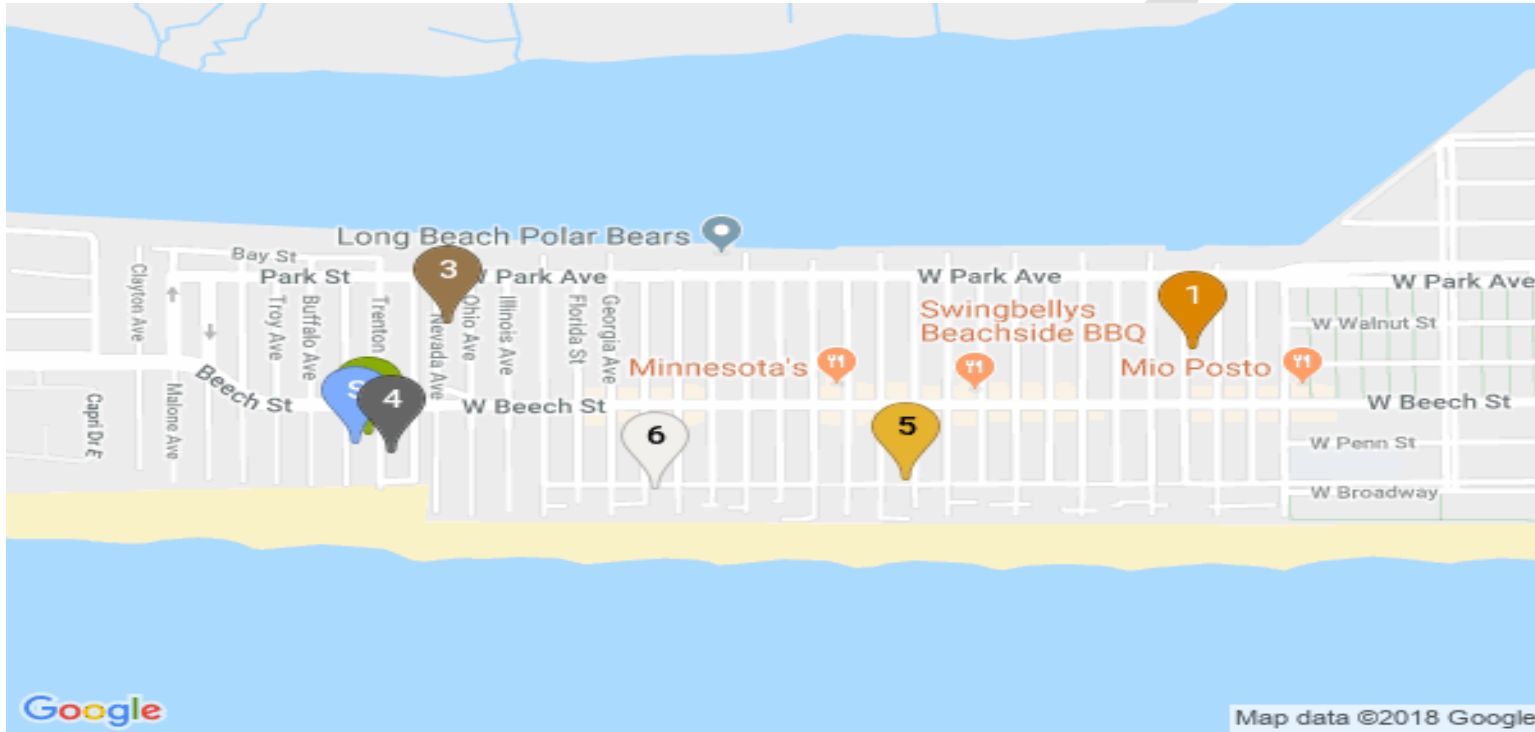 Long Beach Polar Bears
Bay St
Park St
W Park Ave
W Park Ave
W Park Ave
3
1
Clayton Ave
Troy Ave
Buffalo Ave
Trenton
Nevada Ave
Ohio Ave
Illinois Ave
Florida St
Georgia Ave
Swingbellys
Beachside BBQ
W Walnut St
Minnesota's
Mio Posto
Beech St
S
4
W Beech St
W Beech St
Malone Ave
Capri Dr E
6
5
W Penn St
W Broadway
Google
Map data ©2018 Google